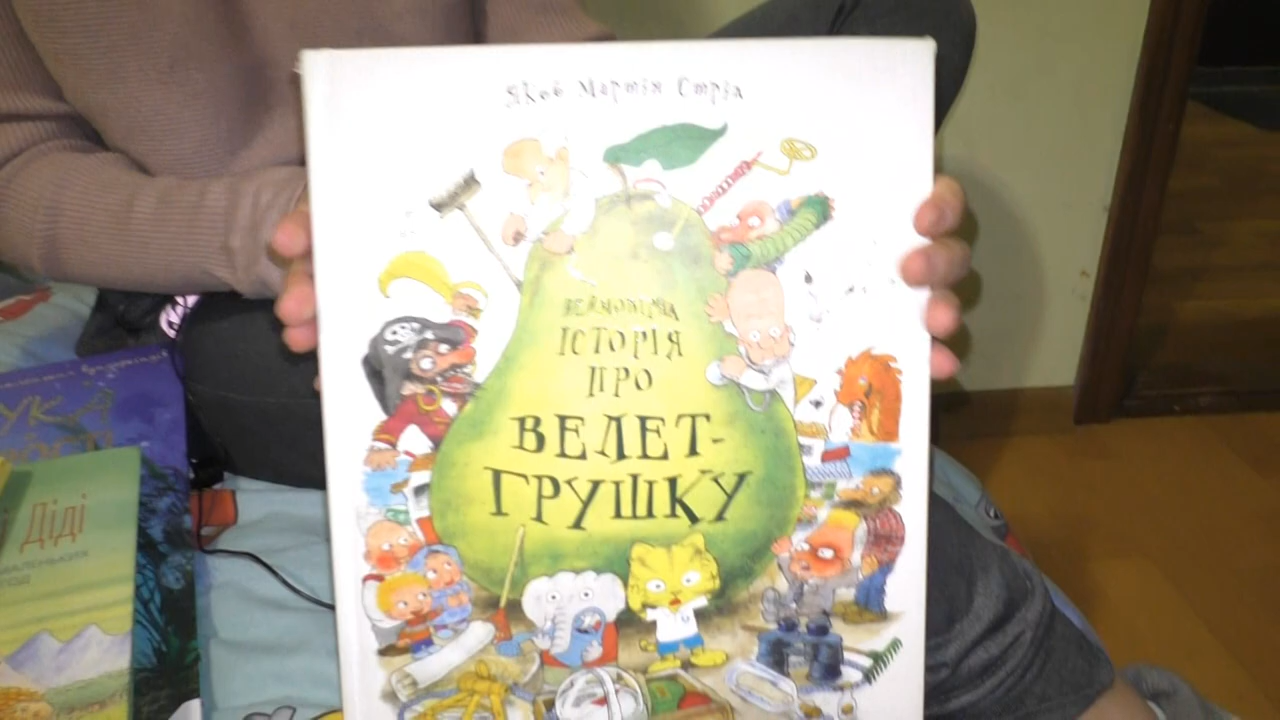 Якоб Мартін Стрід
НЕЙМОВІРНА
ІСТОРІЯ
ПРО
ВЕЛЕТ-
ГРУШКУ
Діді